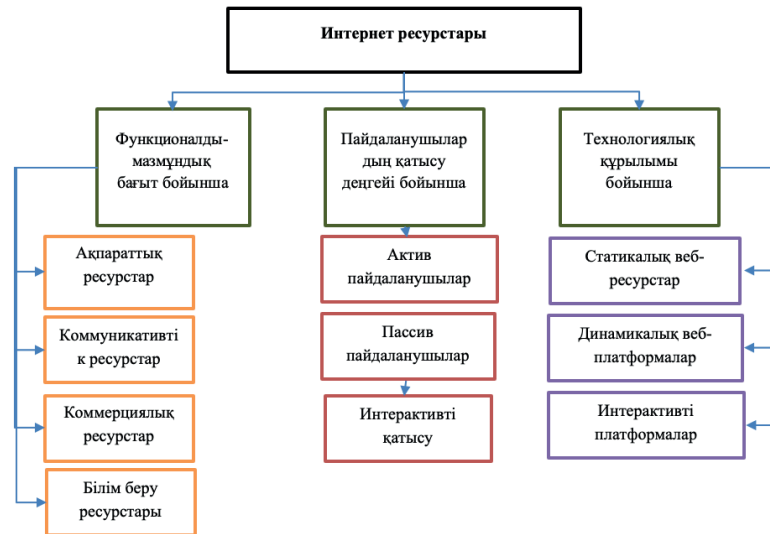 Интернет ресурстары
Функционалды-
мазмұндық
бағыт бойынша
Пайдаланушылар
дың қатысу
деңгейі бойынша
Технологиялық
құрылымы
бойынша
Ақпараттық
ресурстар
Коммуникативті
к ресурстар
Коммерциялық
ресурстар
Білім беру
ресурстары
Актив
пайдаланушылар
Пассив
пайдаланушылар
Интерактивті
қатысу
Статикалық веб-
ресурстар
Динамикалық веб-
платформалар
Интерактивті
платформалар